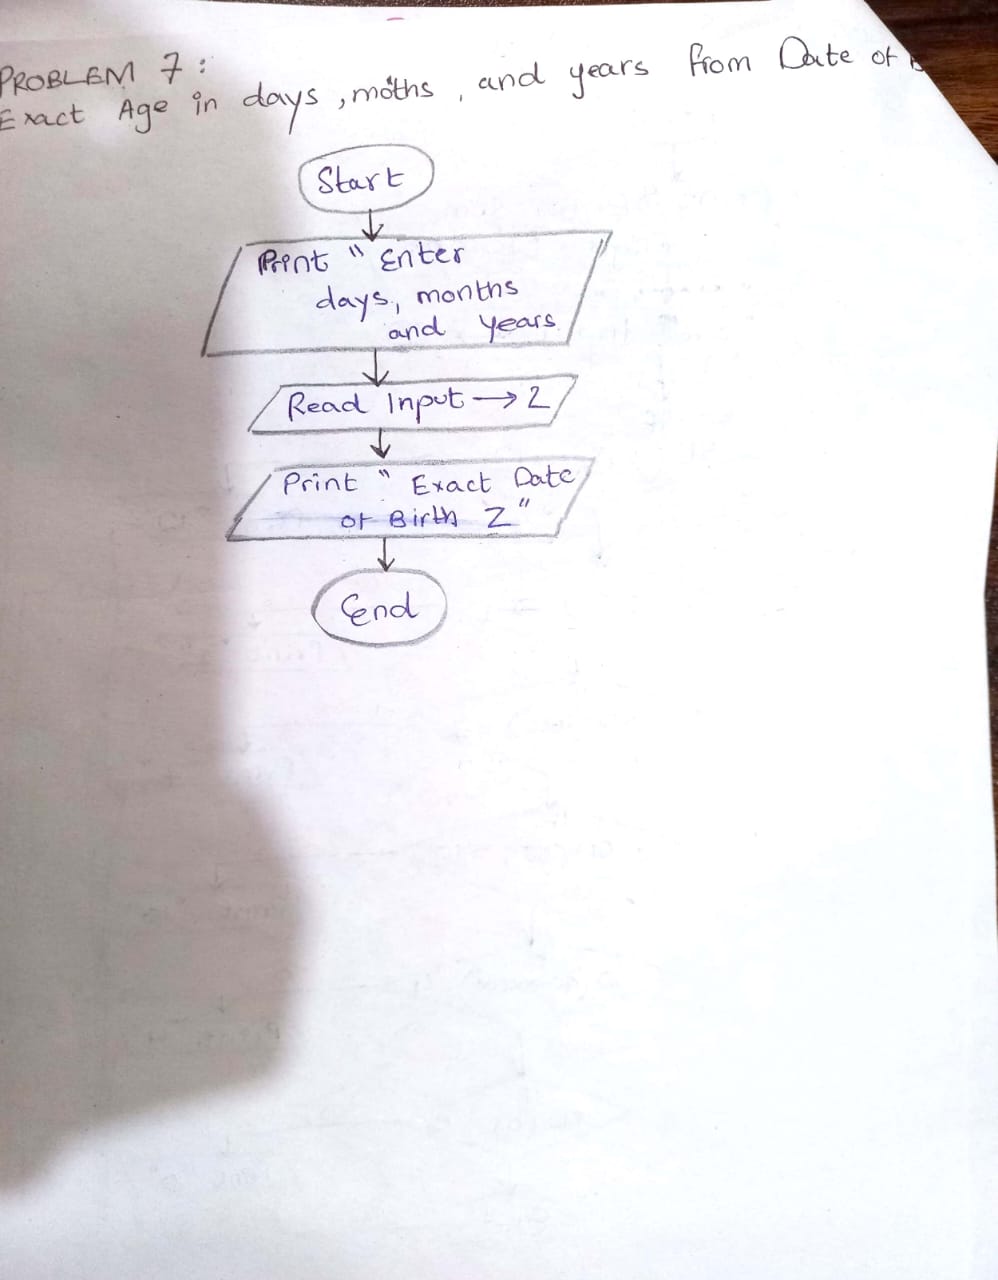 PROBLEM 7:
Exact Age in days, moths, and years from Date of
Start
Print " Enter
days, months
and years
Read Input → 2
Print " Exact Date
of Birth Z"
End